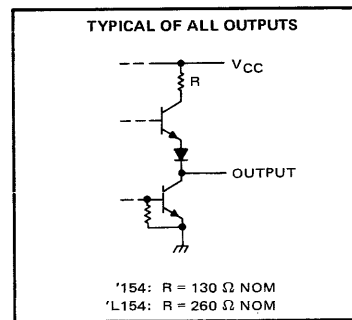 TYPICAL OF ALL OUTPUTS
VCC
R
OUTPUT
'154: R = 130 Ω NOM
'L154: R = 260 Ω NOM